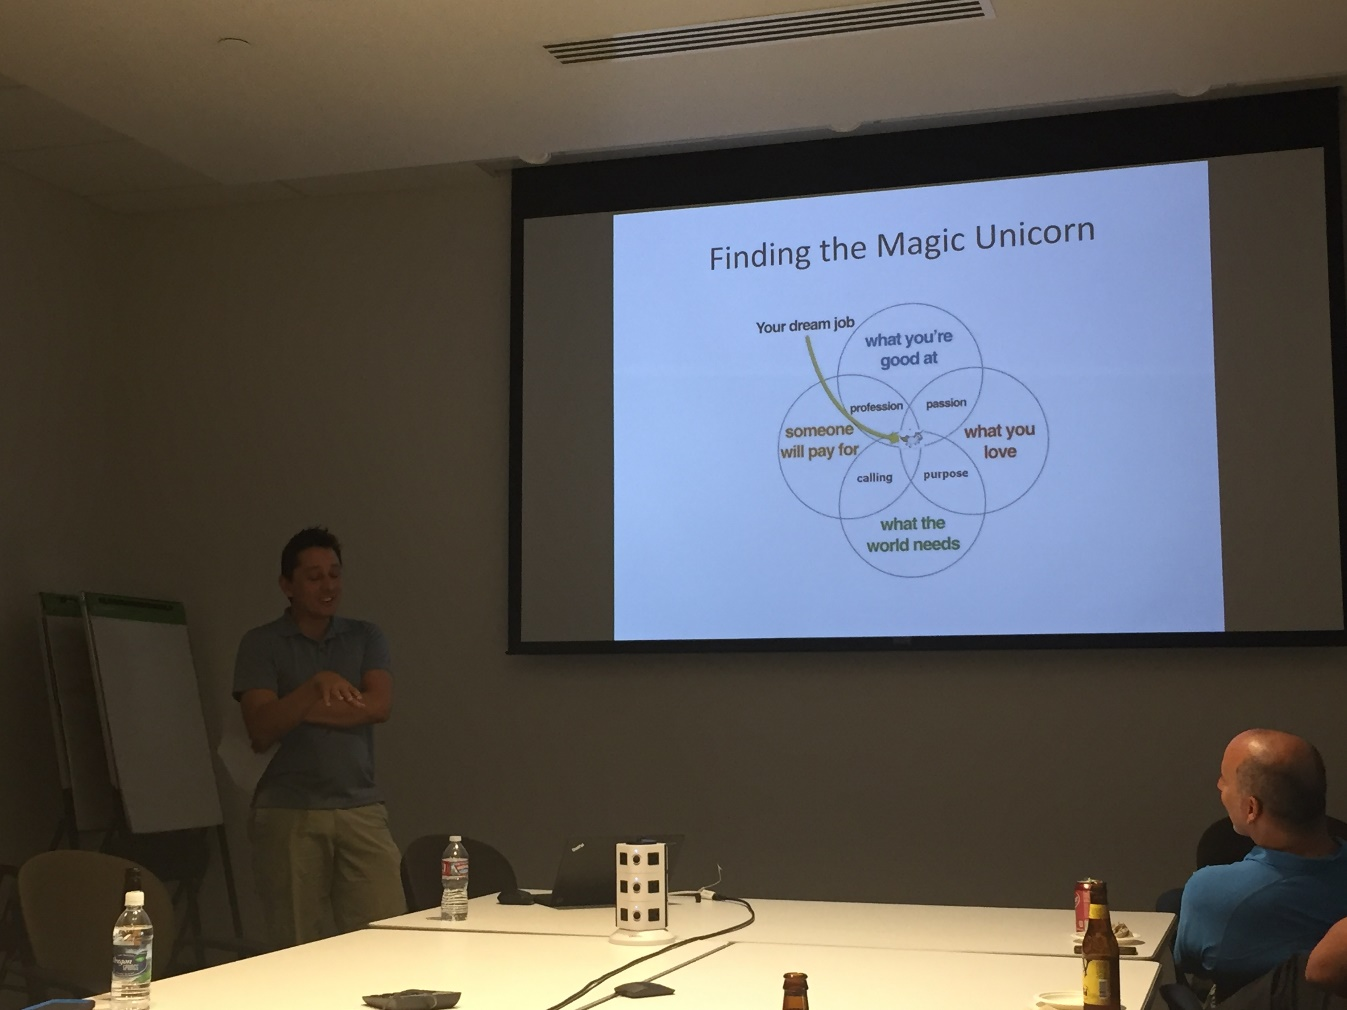 Finding the Magic Unicorn
Your dream job
what you're
good at
profession
passion
someone
will pay for
what you
love
calling
purpose
what the
world needs